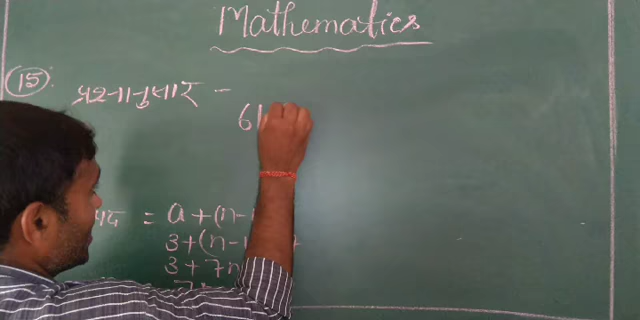 Mathematics
15:
प्रश्नानुसार -
61
पद = a + (n-
3 + (n-
3 + 7n